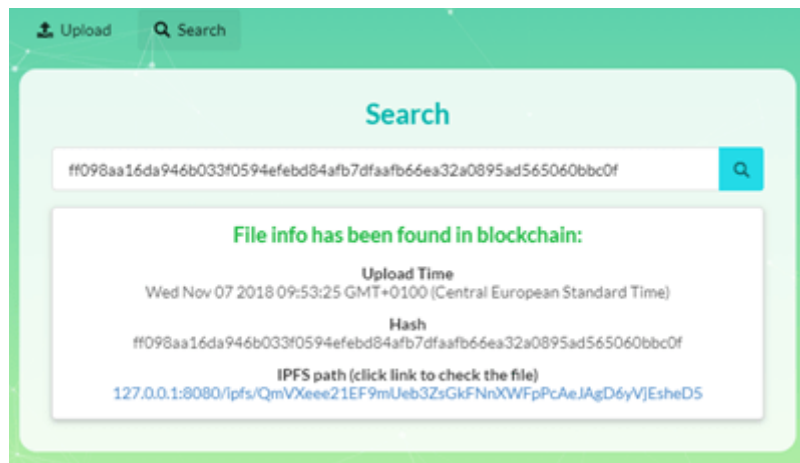 Upload Search
Search
ff098aa16da946b033f0594efebd84afb7dfaafb66ea32a0895ad565060bbc0f
File info has been found in blockchain:
Upload Time
Wed Nov 07 2018 09:53:25 GMT+0100 (Central European Standard Time)
Hash
ff098aa16da946b033f0594efebd84afb7dfaafb66ea32a0895ad565060bbc0f
IPFS path (click link to check the file)
127.0.0.1:8080/ipfs/QmVXeee21EF9mUeb3ZsGkFNnXWFpPcAeJAgD6yVjEsheD5